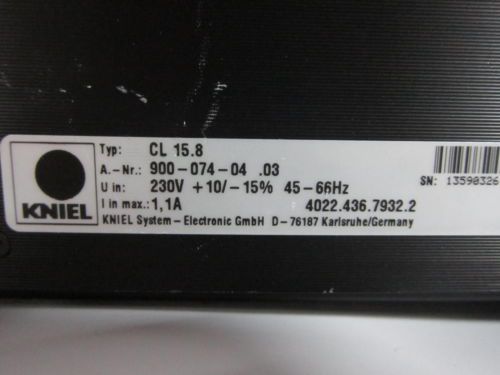 KNIEL
Typ: CL 15.8
A.-Nr.: 900-074-04 .03
U in: 230V +10/-15% 45-66Hz
I in max.: 1,1A 4022.436.7932.2
KNIEL System-Electronic GmbH D-76187 Karlsruhe/Germany
SN: 13590326